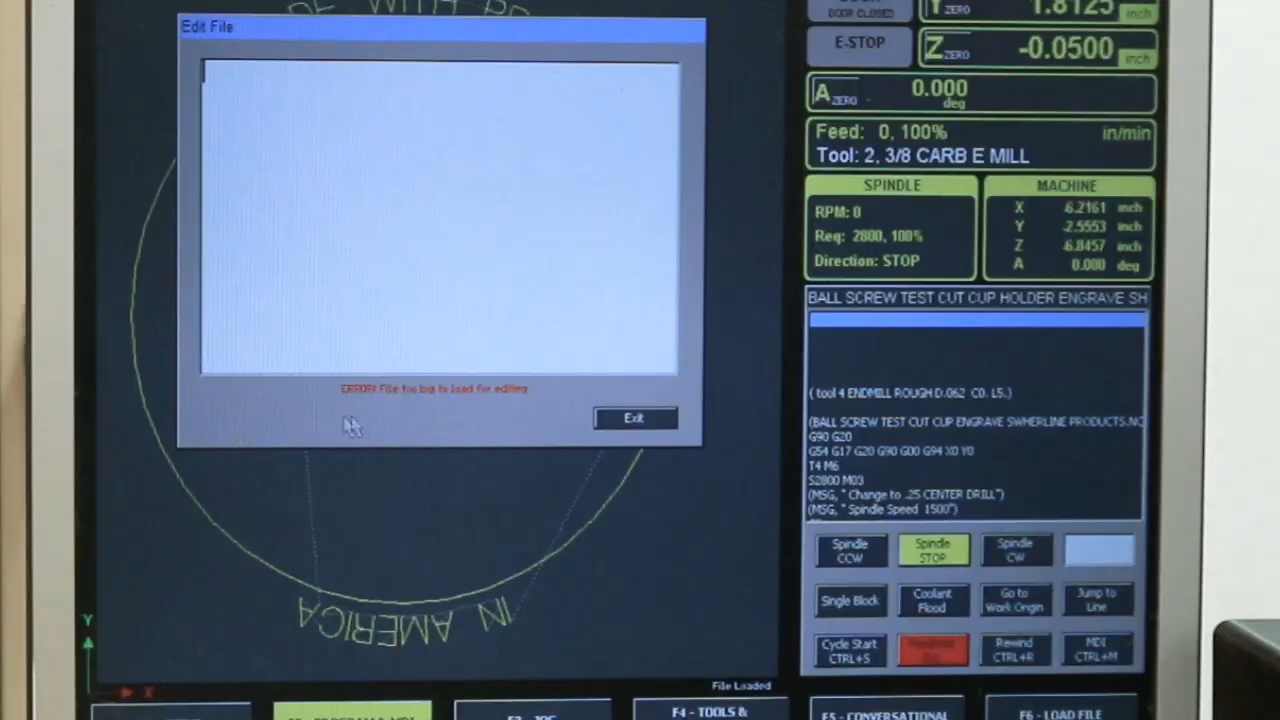 DE WITH PR
Edit File
ERROR! File too big to load for editing
Exit
IN AMERICA
Y
X
File Loaded
DOOR CLOSED
E-STOP
Y ZERO 1.8125 inch
Z ZERO -0.0500 inch
A ZERO 0.000 deg
Feed: 0, 100% in/min
Tool: 2, 3/8 CARB E MILL
SPINDLE
RPM: 0
Req: 2800, 100%
Direction: STOP
MACHINE
X -6.2161 inch
Y -2.5553 inch
Z -6.8457 inch
A 0.000 deg
BALL SCREW TEST CUT CUP HOLDER ENGRAVE SH
( tool 4 ENDMILL ROUGH D.062 C0. L5.)
(BALL SCREW TEST CUT CUP ENGRAVE SWHERLINE PRODUCTS.NC
G90 G20
G54 G17 G20 G90 G00 G94 X0 Y0
T4 M6
S2800 M03
(MSG, " Change to .25 CENTER DRILL")
(MSG, " Spindle Speed 1500")
Spindle CCW
Spindle STOP
Spindle CW
Single Block
Coolant Flood
Go to Work Origin
Jump to Line
Cycle Start CTRL+S
Rewind CTRL+R
MDI CTRL+M
F4 - TOOLS &
F5 - CONVERSATIONAL
F6 - LOAD FILE